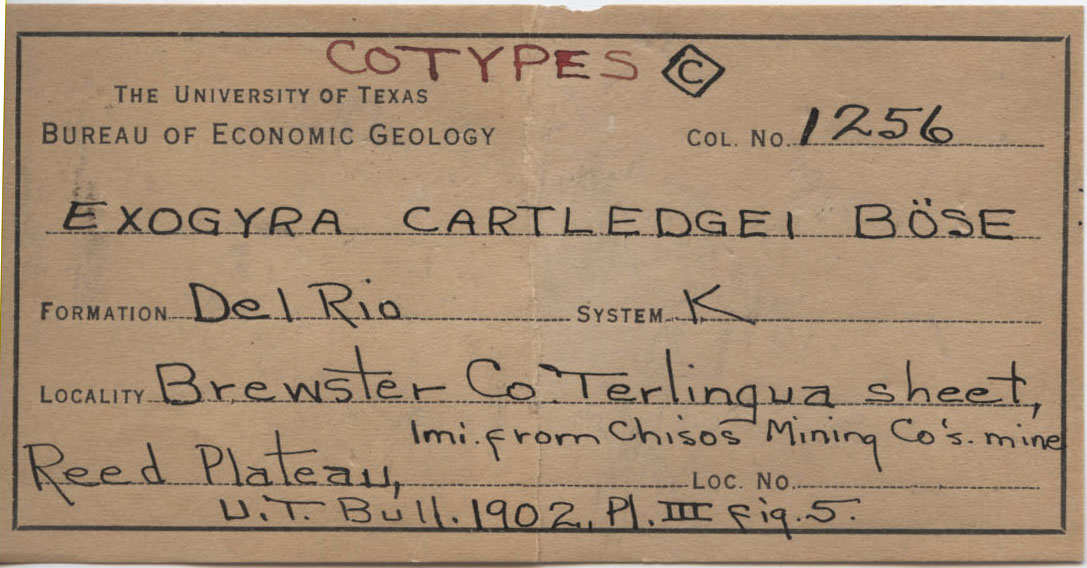 COTYPES C
THE UNIVERSITY OF TEXAS
BUREAU OF ECONOMIC GEOLOGY
COL. NO. 1256
EXOGYRA CARTLEDGEI BÖSE
FORMATION Del Rio SYSTEM K
LOCALITY Brewster Co. Terlingua sheet,
1mi. from Chisos Mining Co's. mine
Reed Plateau, LOC. NO.
U.T. Bull. 1902, Pl. III fig. 5.